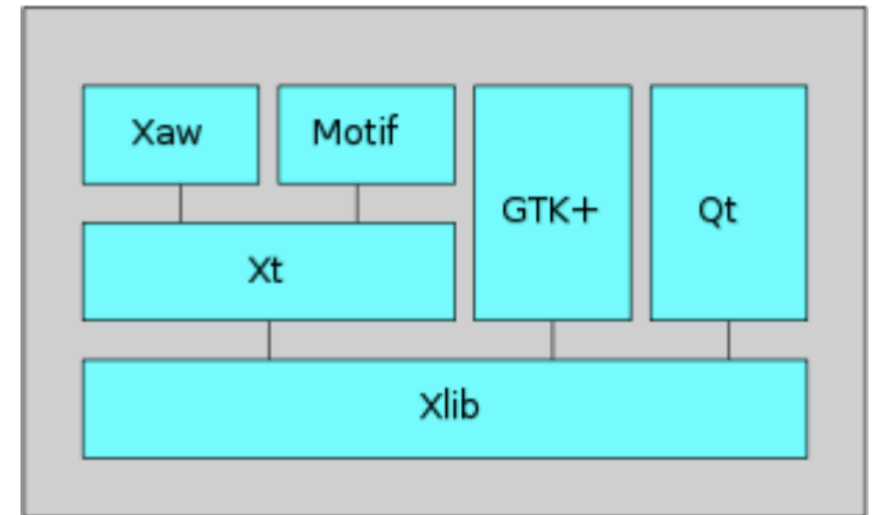 Xaw
Motif
GTK+
Qt
Xt
Xlib